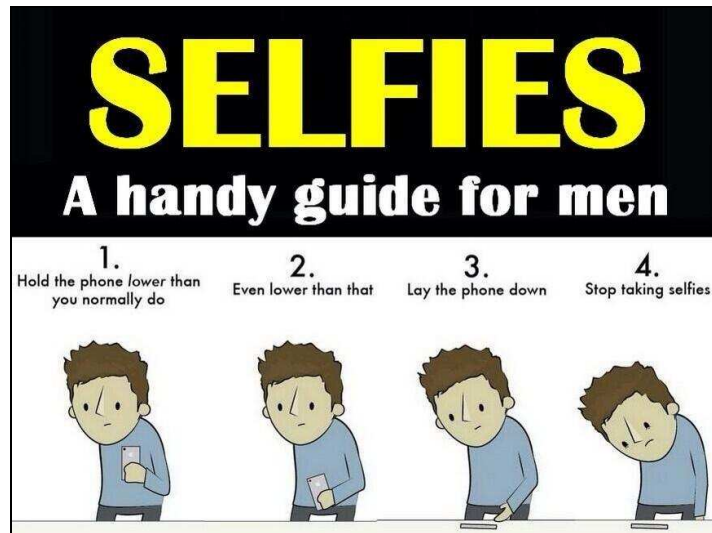 SELFIES
A handy guide for men
1.
Hold the phone lower than
you normally do
2.
Even lower than that
3.
Lay the phone down
4.
Stop taking selfies